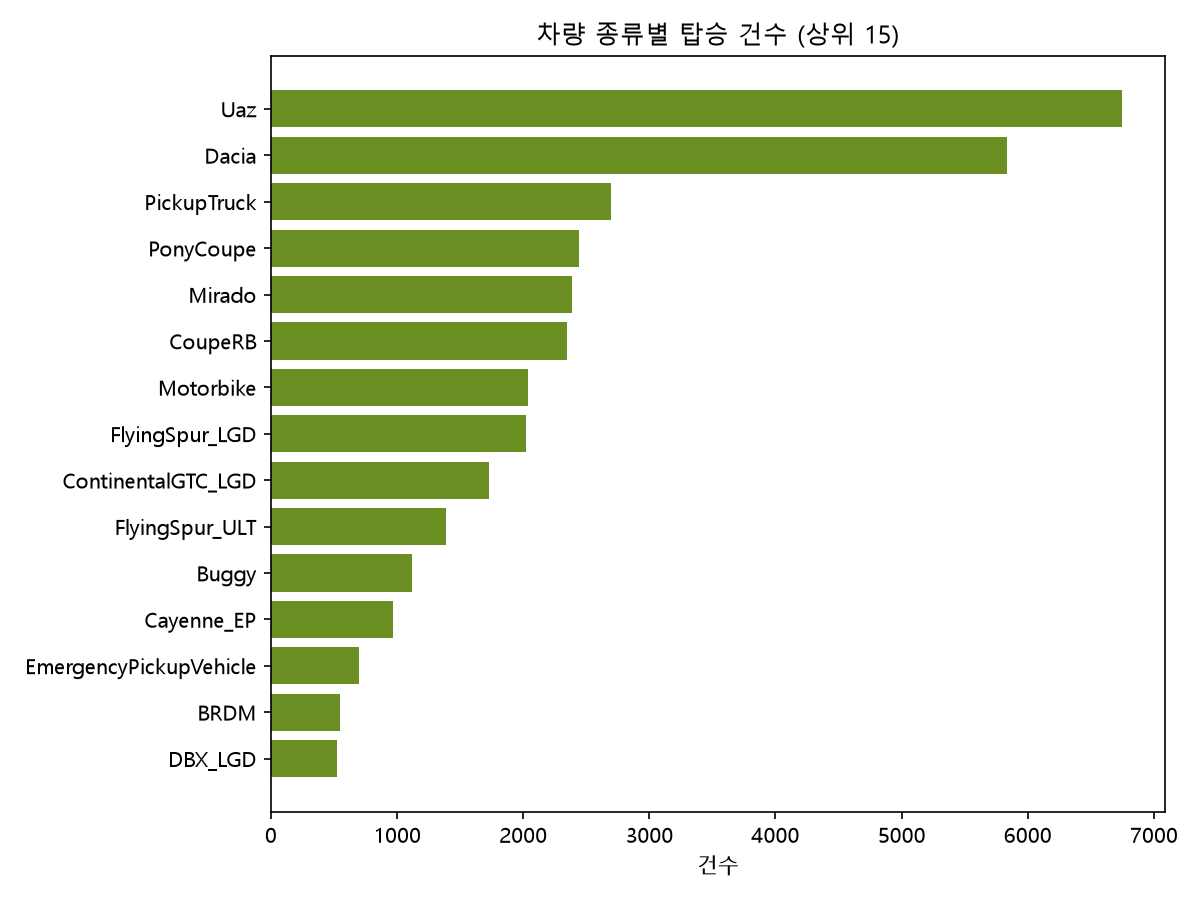 차량 종류별 탑승 건수 (상위 15)
Uaz
Dacia
PickupTruck
PonyCoupe
Mirado
CoupeRB
Motorbike
FlyingSpur_LGD
ContinentalGTC_LGD
FlyingSpur_ULT
Buggy
Cayenne_EP
EmergencyPickupVehicle
BRDM
DBX_LGD
0 1000 2000 3000 4000 5000 6000 7000
건수